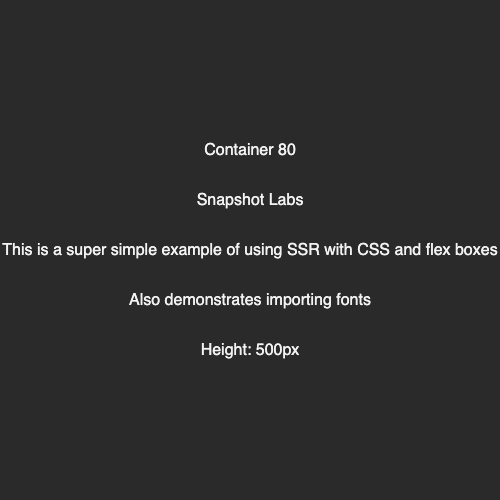 Container 80
Snapshot Labs
This is a super simple example of using SSR with CSS and flex boxes
Also demonstrates importing fonts
Height: 500px